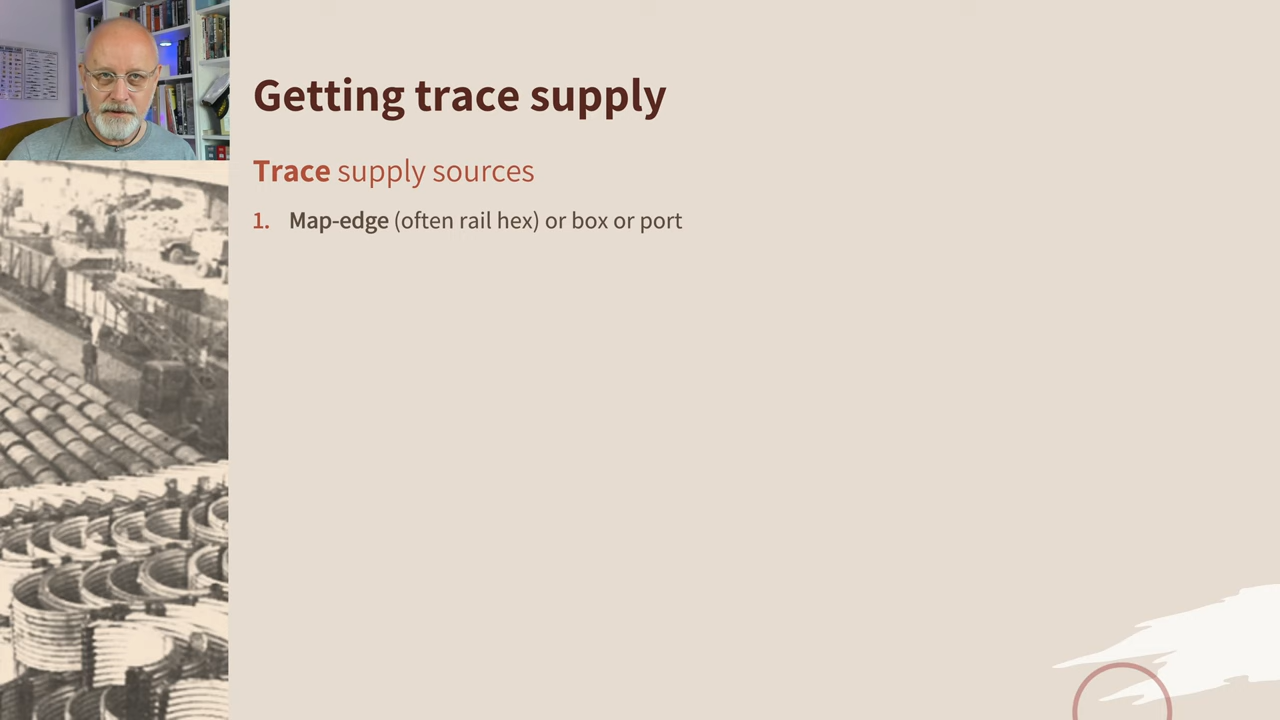 Getting trace supply
Trace supply sources
1. Map-edge (often rail hex) or box or port